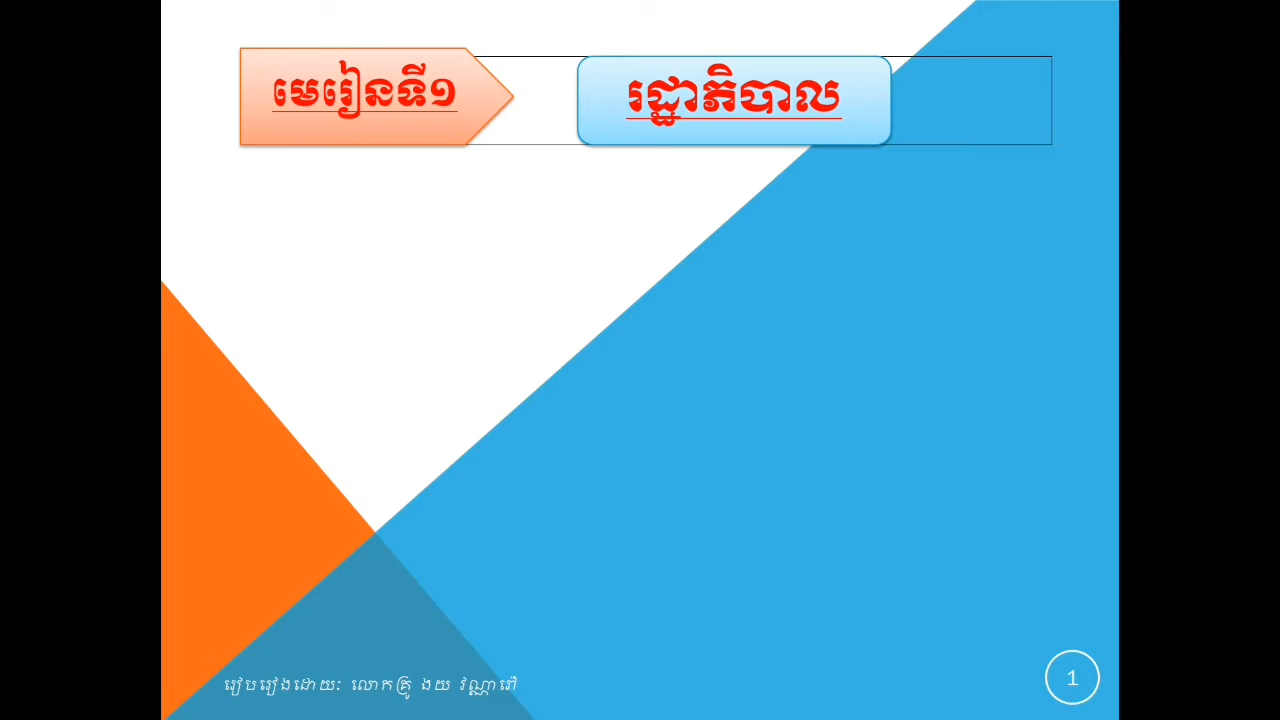 មេរៀនទី១
រដ្ឋាភិបាល
រៀបរៀងដោយ: លោកគ្រូ ងយ វណ្ណារៅ
1